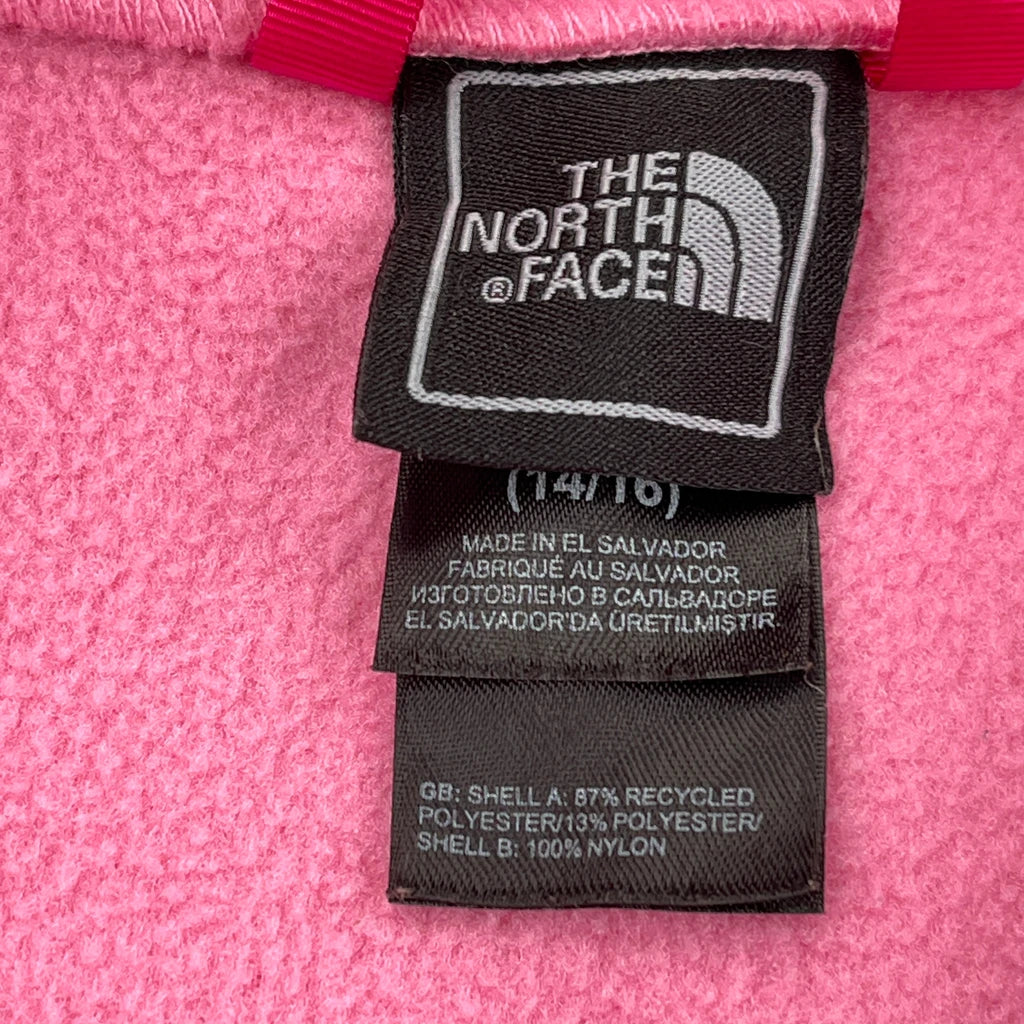 THE
NORTH
®FACE
(14/16)
MADE IN EL SALVADOR
FABRIQUÉ AU SALVADOR
ИЗГОТОВЛЕНО В САЛЬВАДОРЕ
EL SALVADOR'DA ÜRETILMIŞTIR
GB: SHELL A: 87% RECYCLED
POLYESTER/13% POLYESTER/
SHELL B: 100% NYLON